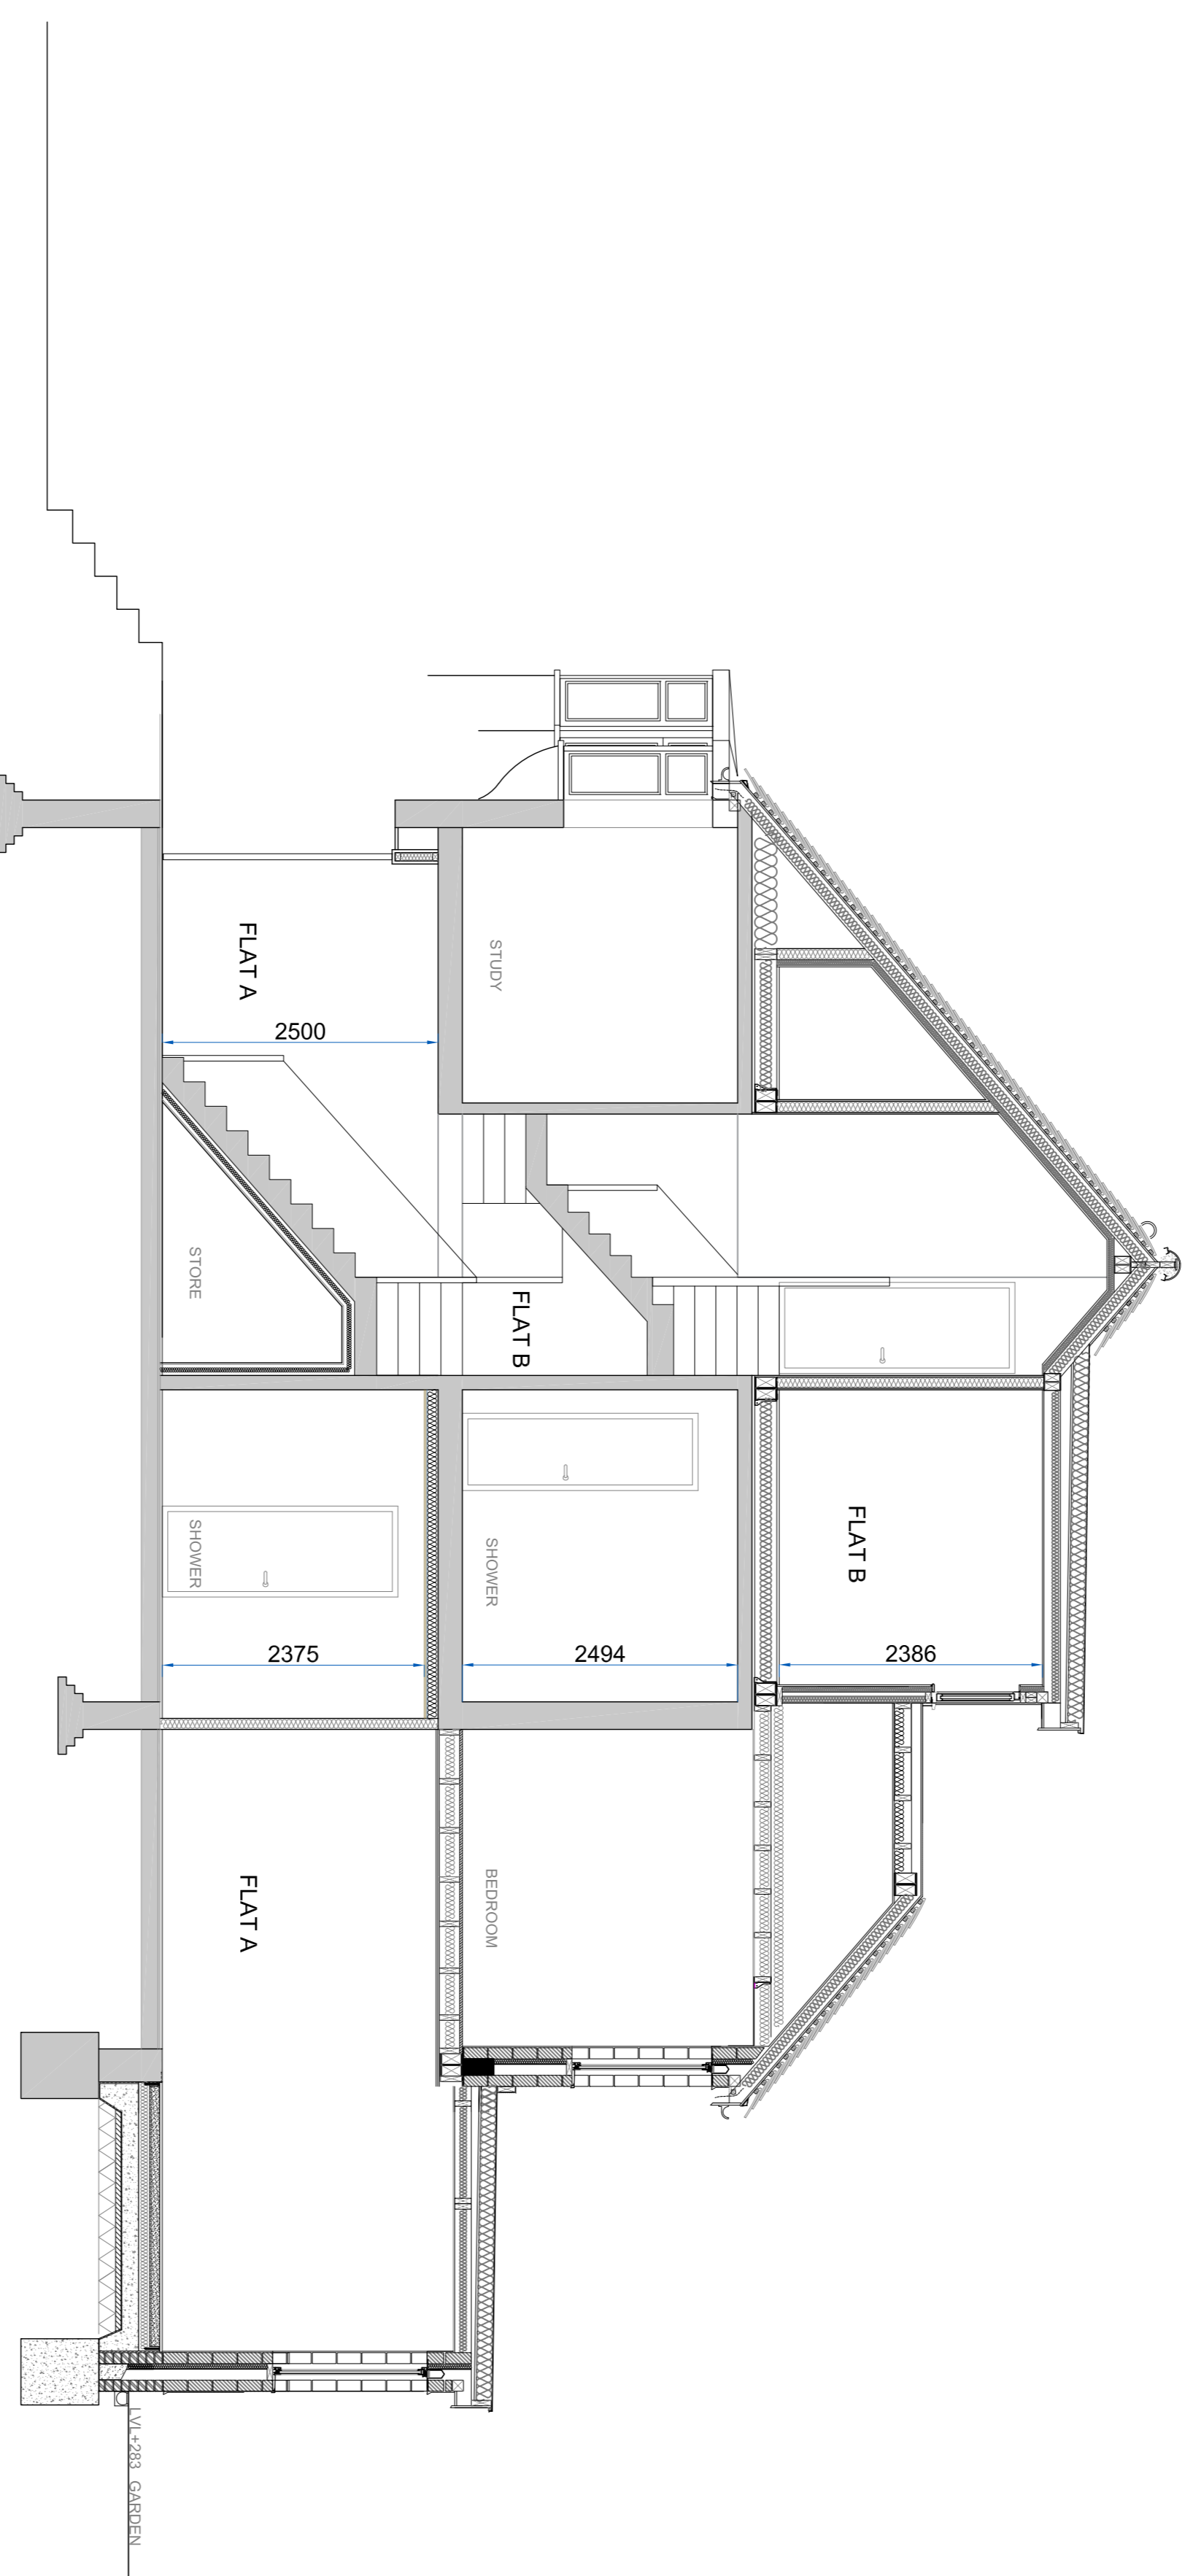 FLAT B
2386
STUDY
SHOWER
2494
BEDROOM
FLAT B
FLAT A
2500
STORE
SHOWER
2375
FLAT A
LVL+283 GARDEN